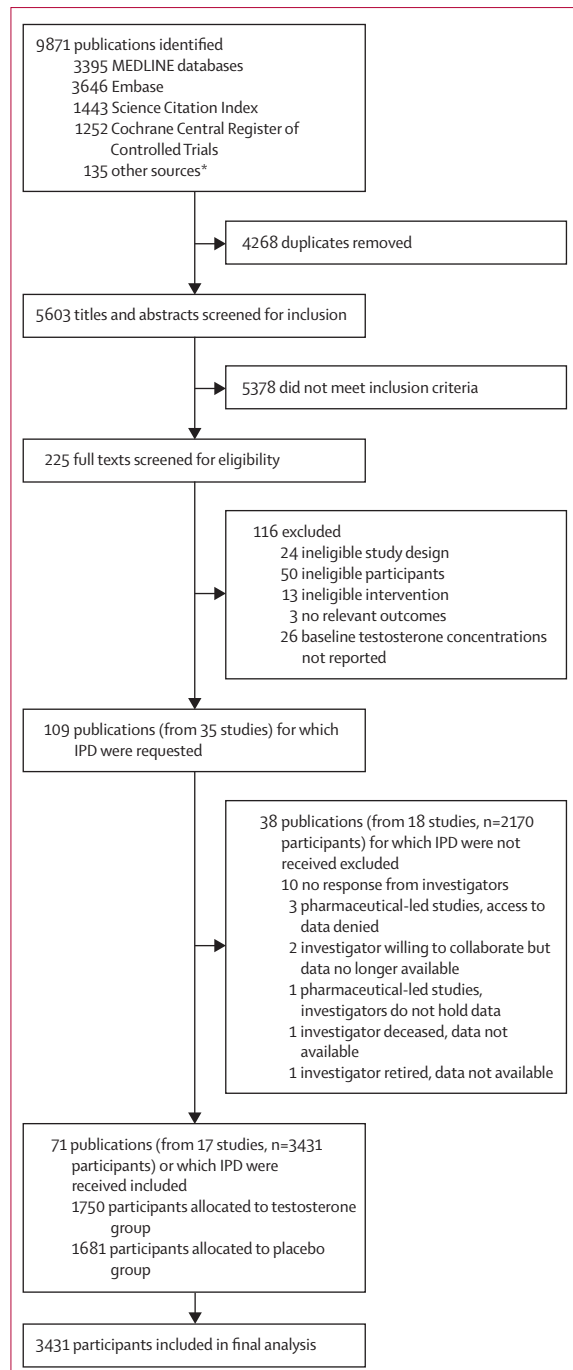 9871 publications identified
3395 MEDLINE databases
3646 Embase
1443 Science Citation Index
1252 Cochrane Central Register of
Controlled Trials
135 other sources*
4268 duplicates removed
5603 titles and abstracts screened for inclusion
5378 did not meet inclusion criteria
225 full texts screened for eligibility
116 excluded
24 ineligible study design
50 ineligible participants
13 ineligible intervention
3 no relevant outcomes
26 baseline testosterone concentrations
not reported
109 publications (from 35 studies) for which
IPD were requested
38 publications (from 18 studies, n=2170
participants) for which IPD were not
received excluded
10 no response from investigators
3 pharmaceutical-led studies, access to
data denied
2 investigator willing to collaborate but
data no longer available
1 pharmaceutical-led studies,
investigators do not hold data
1 investigator deceased, data not
available
1 investigator retired, data not available
71 publications (from 17 studies, n=3431
participants) or which IPD were
received included
1750 participants allocated to testosterone
group
1681 participants allocated to placebo
group
3431 participants included in final analysis